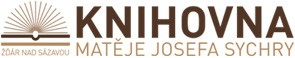 KNIHOVNA
MATĚJE JOSEFA SYCHRY
ŽĎÁR NAD SÁZAVOU